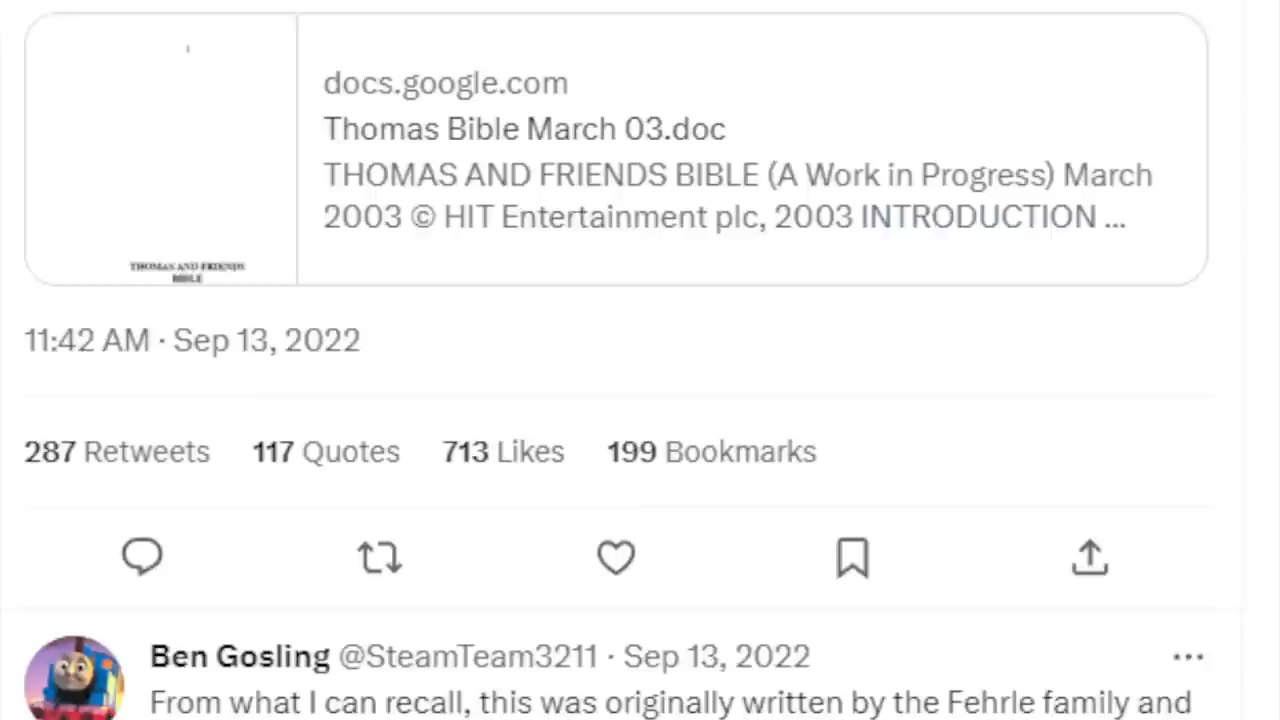 docs.google.com
Thomas Bible March 03.doc
THOMAS AND FRIENDS BIBLE (A Work in Progress) March
2003 © HIT Entertainment plc, 2003 INTRODUCTION ...
THOMAS AND FRIENDS
BIBLE
11:42 AM · Sep 13, 2022
287 Retweets 117 Quotes 713 Likes 199 Bookmarks
Ben Gosling @SteamTeam3211 · Sep 13, 2022
From what I can recall, this was originally written by the Fehrle family and